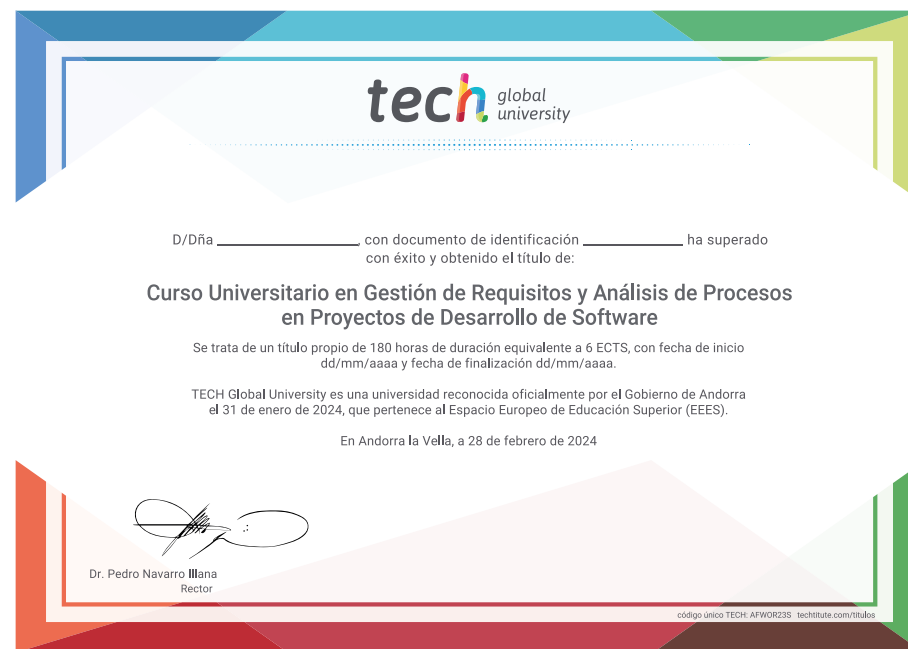 tech global
university
D/Dña ____________________, con documento de identificación ______________ ha superado
con éxito y obtenido el título de:
Curso Universitario en Gestión de Requisitos y Análisis de Procesos
en Proyectos de Desarrollo de Software
Se trata de un título propio de 180 horas de duración equivalente a 6 ECTS, con fecha de inicio
dd/mm/aaaa y fecha de finalización dd/mm/aaaa.
TECH Global University es una universidad reconocida oficialmente por el Gobierno de Andorra
el 31 de enero de 2024, que pertenece al Espacio Europeo de Educación Superior (EEES).
En Andorra la Vella, a 28 de febrero de 2024
Dr. Pedro Navarro Illana
Rector
código único TECH: AFWOR23S techtitute.com/titulos